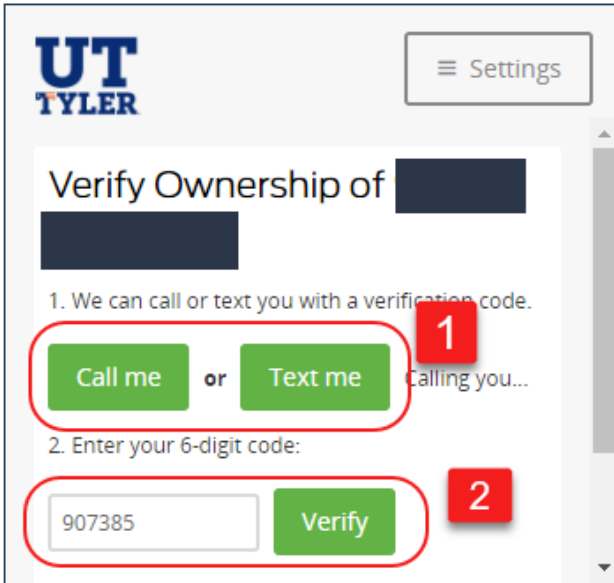 UT
TYLER
≡ Settings
Verify Ownership of
1. We can call or text you with a verification code.
1
Call me or Text me Calling you...
2. Enter your 6-digit code:
2
907385 Verify